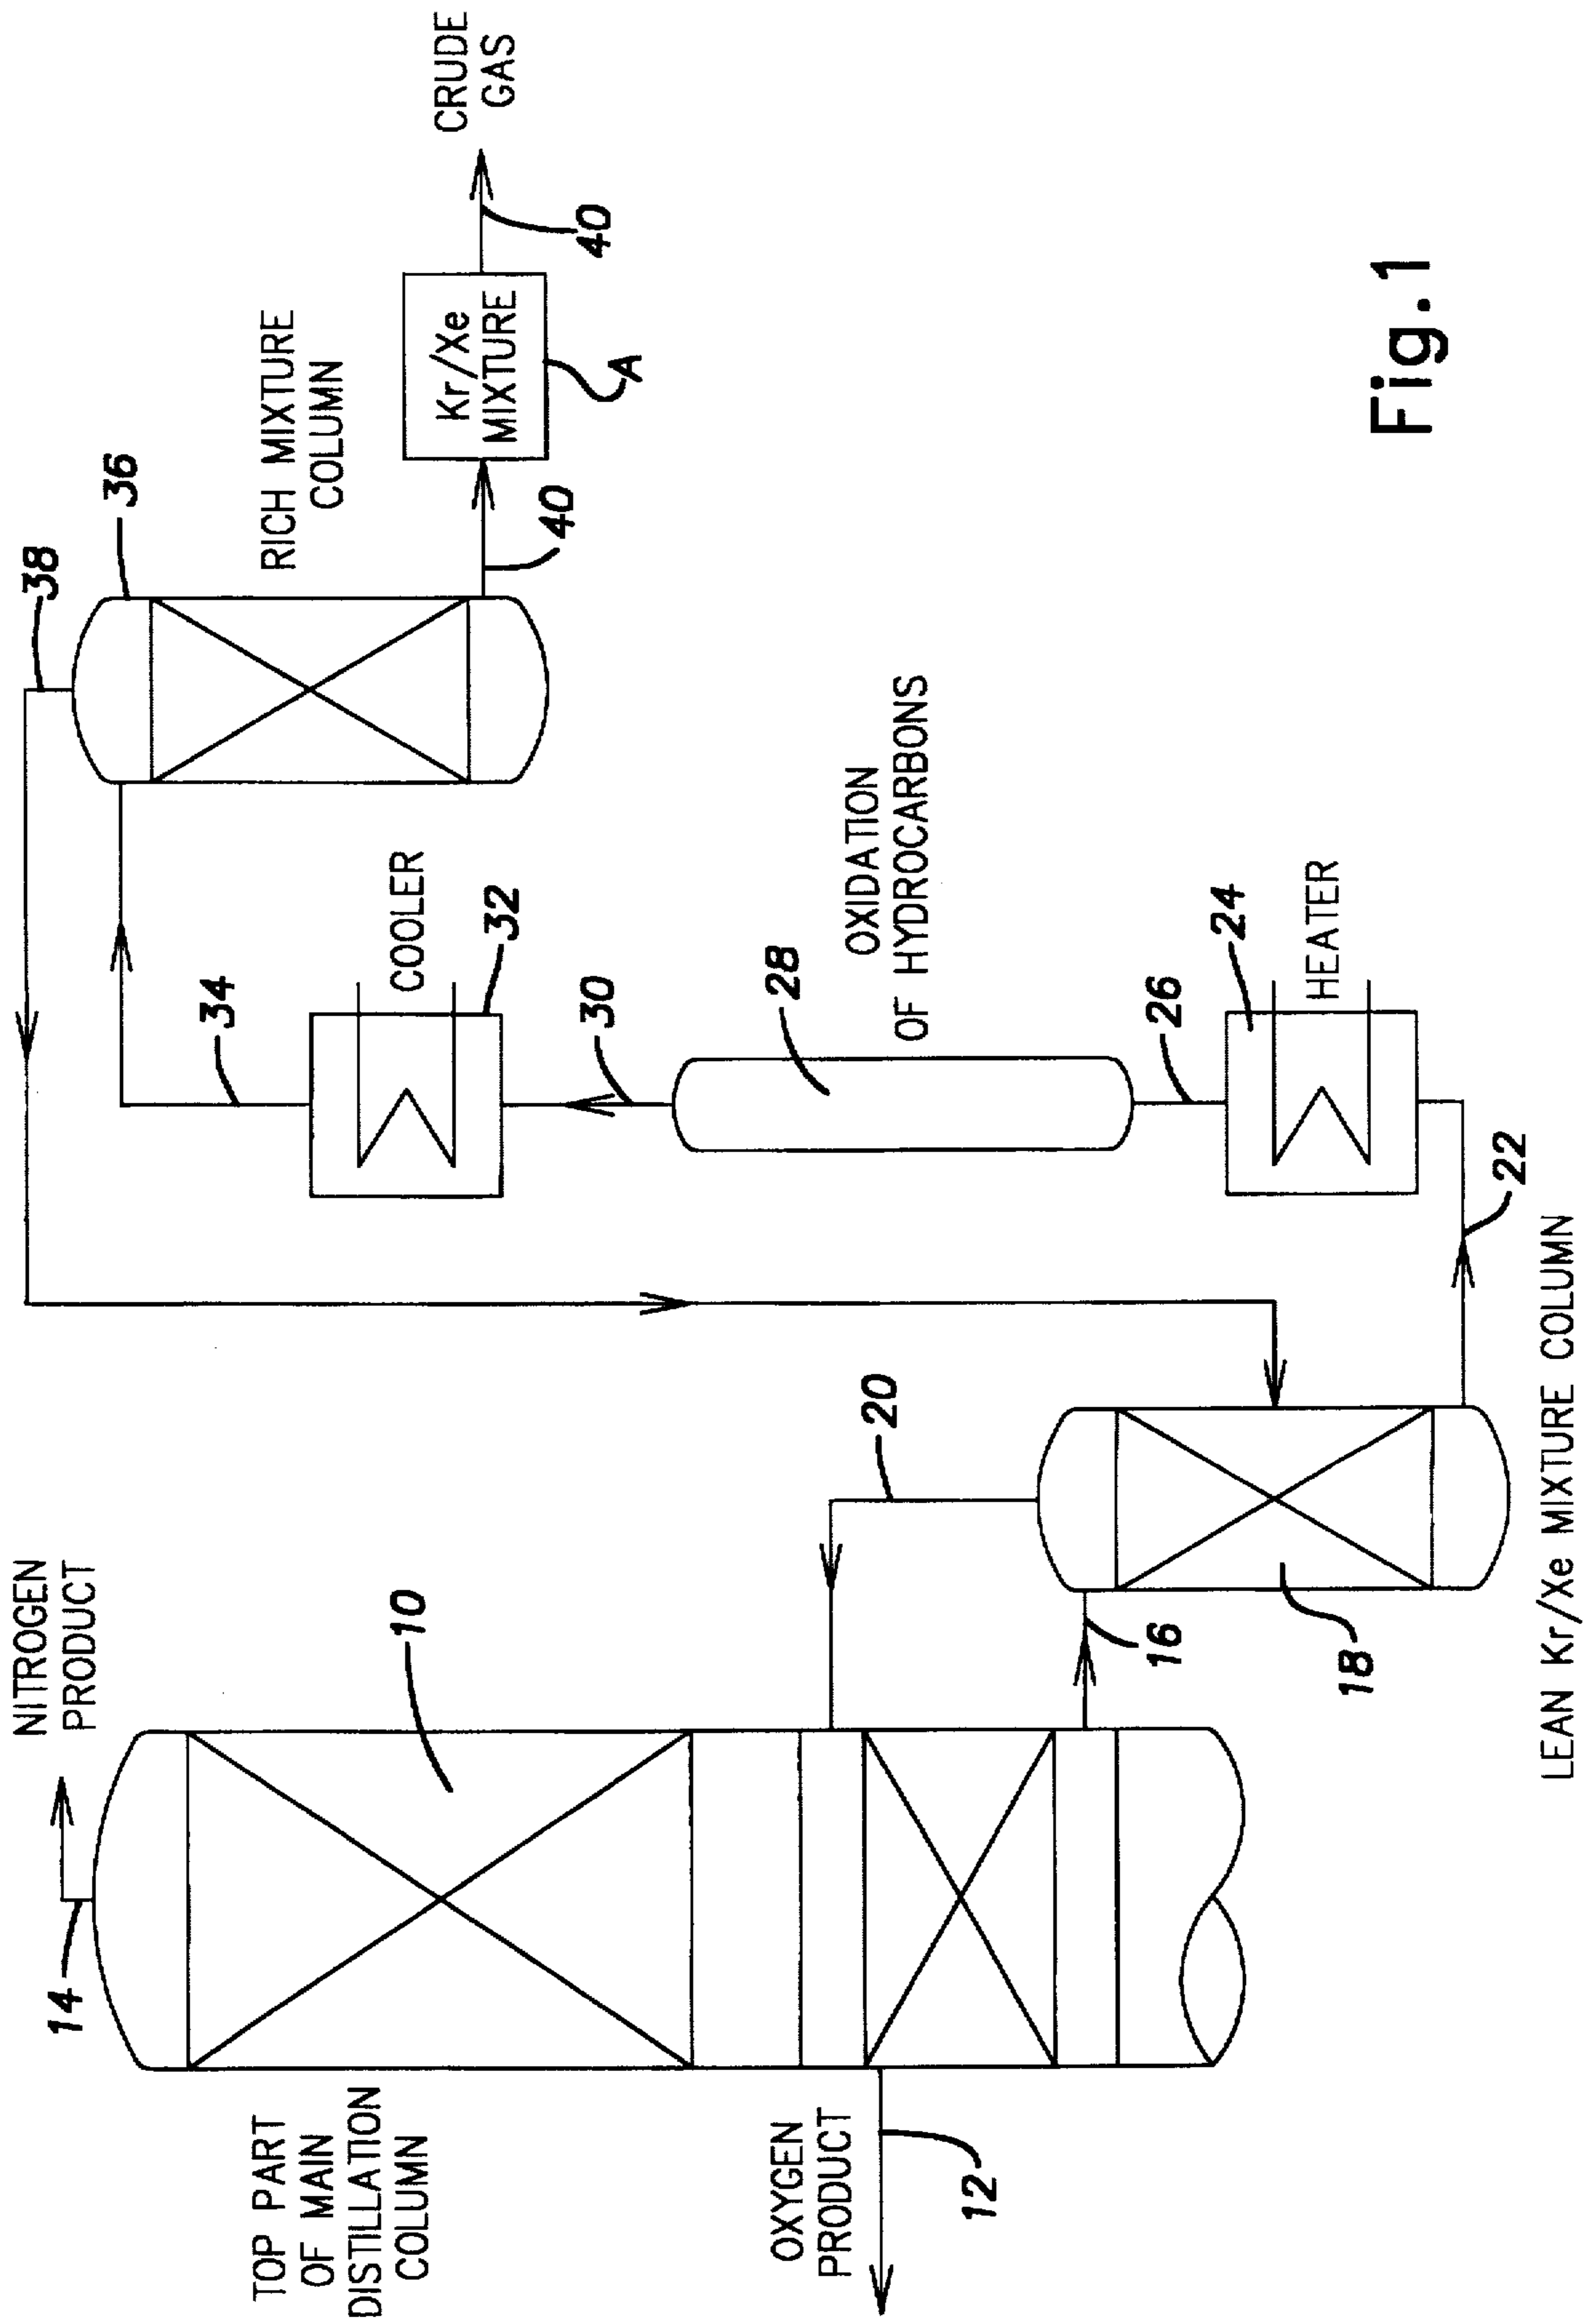 NITROGEN
PRODUCT
14
10
TOP PART
OF MAIN
DISTILLATION
COLUMN
OXYGEN
PRODUCT
12
20
16
18
LEAN Kr/Xe MIXTURE COLUMN
22
24
HEATER
26
28
OXIDATION
OF HYDROCARBONS
30
32
COOLER
34
38
36
RICH MIXTURE
COLUMN
40
Kr/Xe
MIXTURE
A
40
CRUDE
GAS
Fig.1